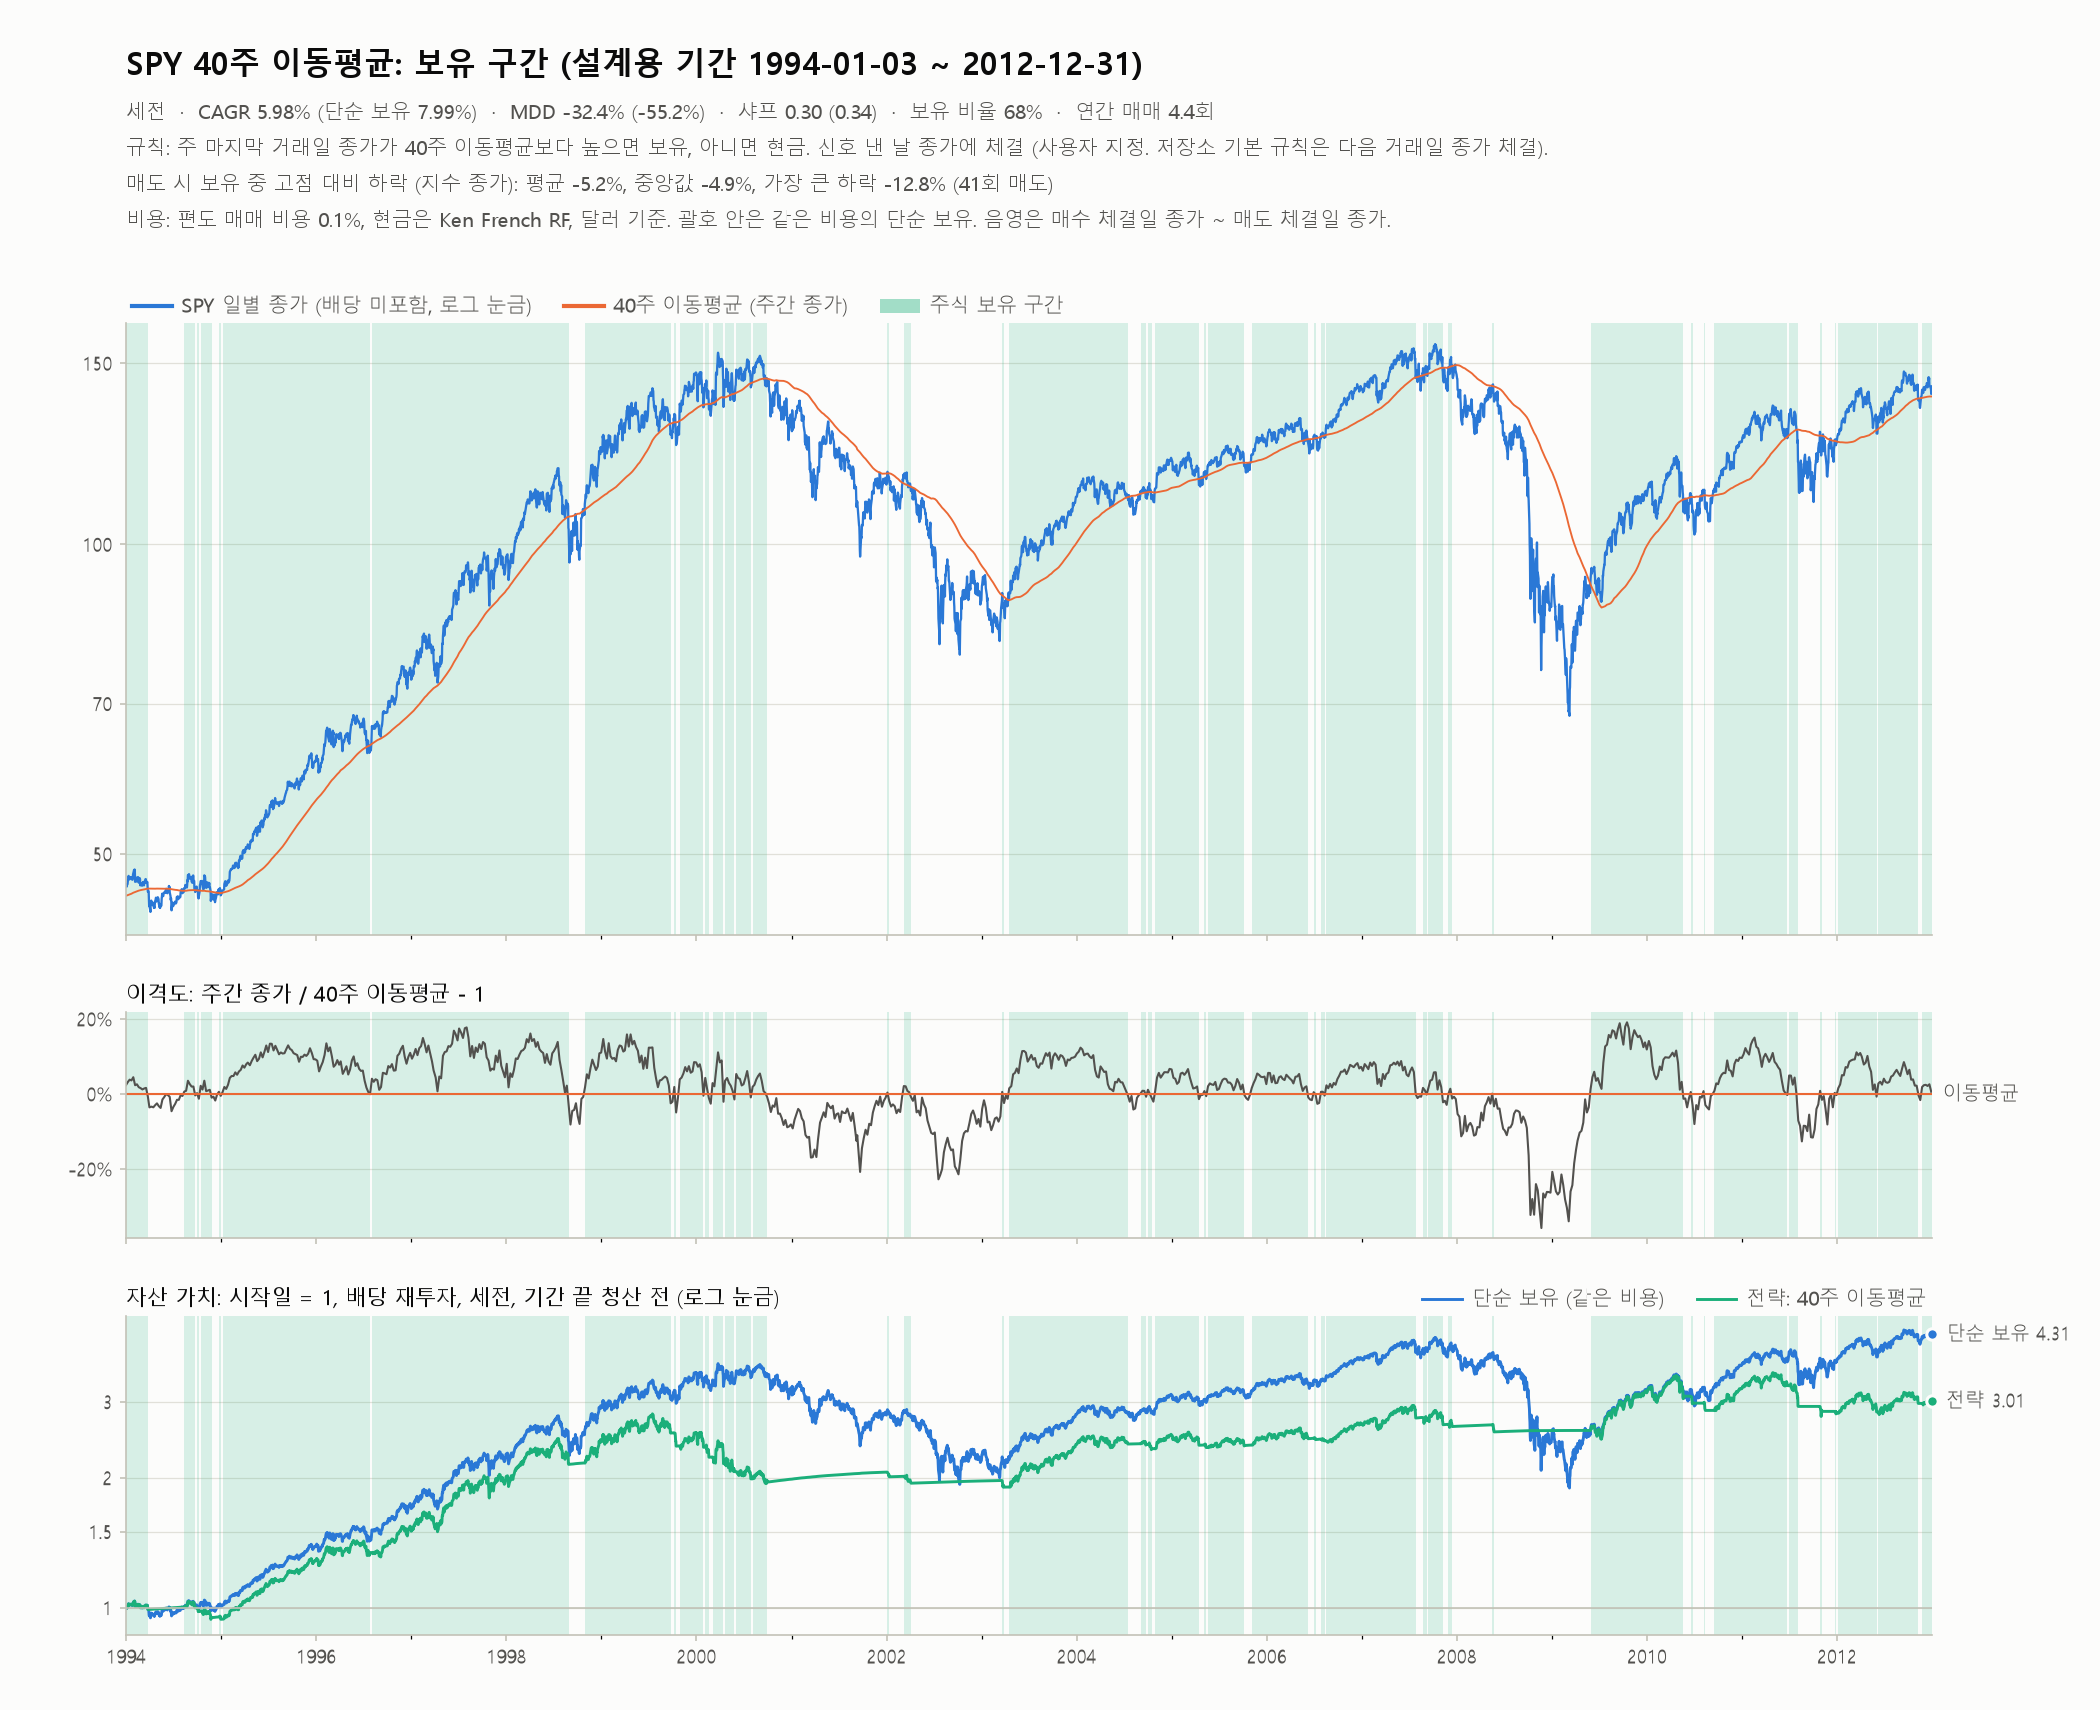 SPY 40주 이동평균: 보유 구간 (설계용 기간 1994-01-03 ~ 2012-12-31)
세전 · CAGR 5.98% (단순 보유 7.99%) · MDD -32.4% (-55.2%) · 샤프 0.30 (0.34) · 보유 비율 68% · 연간 매매 4.4회
규칙: 주 마지막 거래일 종가가 40주 이동평균보다 높으면 보유, 아니면 현금. 신호 낸 날 종가에 체결 (사용자 지정. 저장소 기본 규칙은 다음 거래일 종가 체결).
매도 시 보유 중 고점 대비 하락 (지수 종가): 평균 -5.2%, 중앙값 -4.9%, 가장 큰 하락 -12.8% (41회 매도)
비용: 편도 매매 비용 0.1%, 현금은 Ken French RF, 달러 기준. 괄호 안은 같은 비용의 단순 보유. 음영은 매수 체결일 종가 ~ 매도 체결일 종가.
SPY 일별 종가 (배당 미포함, 로그 눈금) 40주 이동평균 (주간 종가) 주식 보유 구간
150
100
70
50
이격도: 주간 종가 / 40주 이동평균 - 1
20%
0%
-20%
이동평균
자산 가치: 시작일 = 1, 배당 재투자, 세전, 기간 끝 청산 전 (로그 눈금)
단순 보유 (같은 비용) 전략: 40주 이동평균
단순 보유 4.31
전략 3.01
3
2
1.5
1
1994 1996 1998 2000 2002 2004 2006 2008 2010 2012